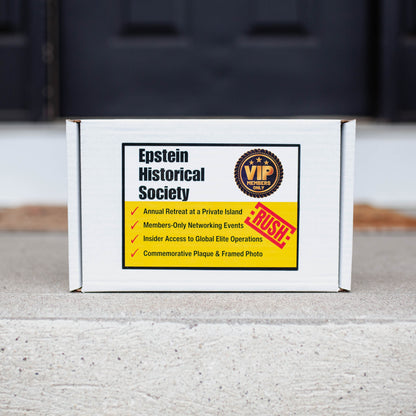 Epstein
Historical
Society
VIP
MEMBERS
ONLY
✓ Annual Retreat at a Private Island
✓ Members-Only Networking Events
✓ Insider Access to Global Elite Operations
✓ Commemorative Plaque & Framed Photo
RUSH